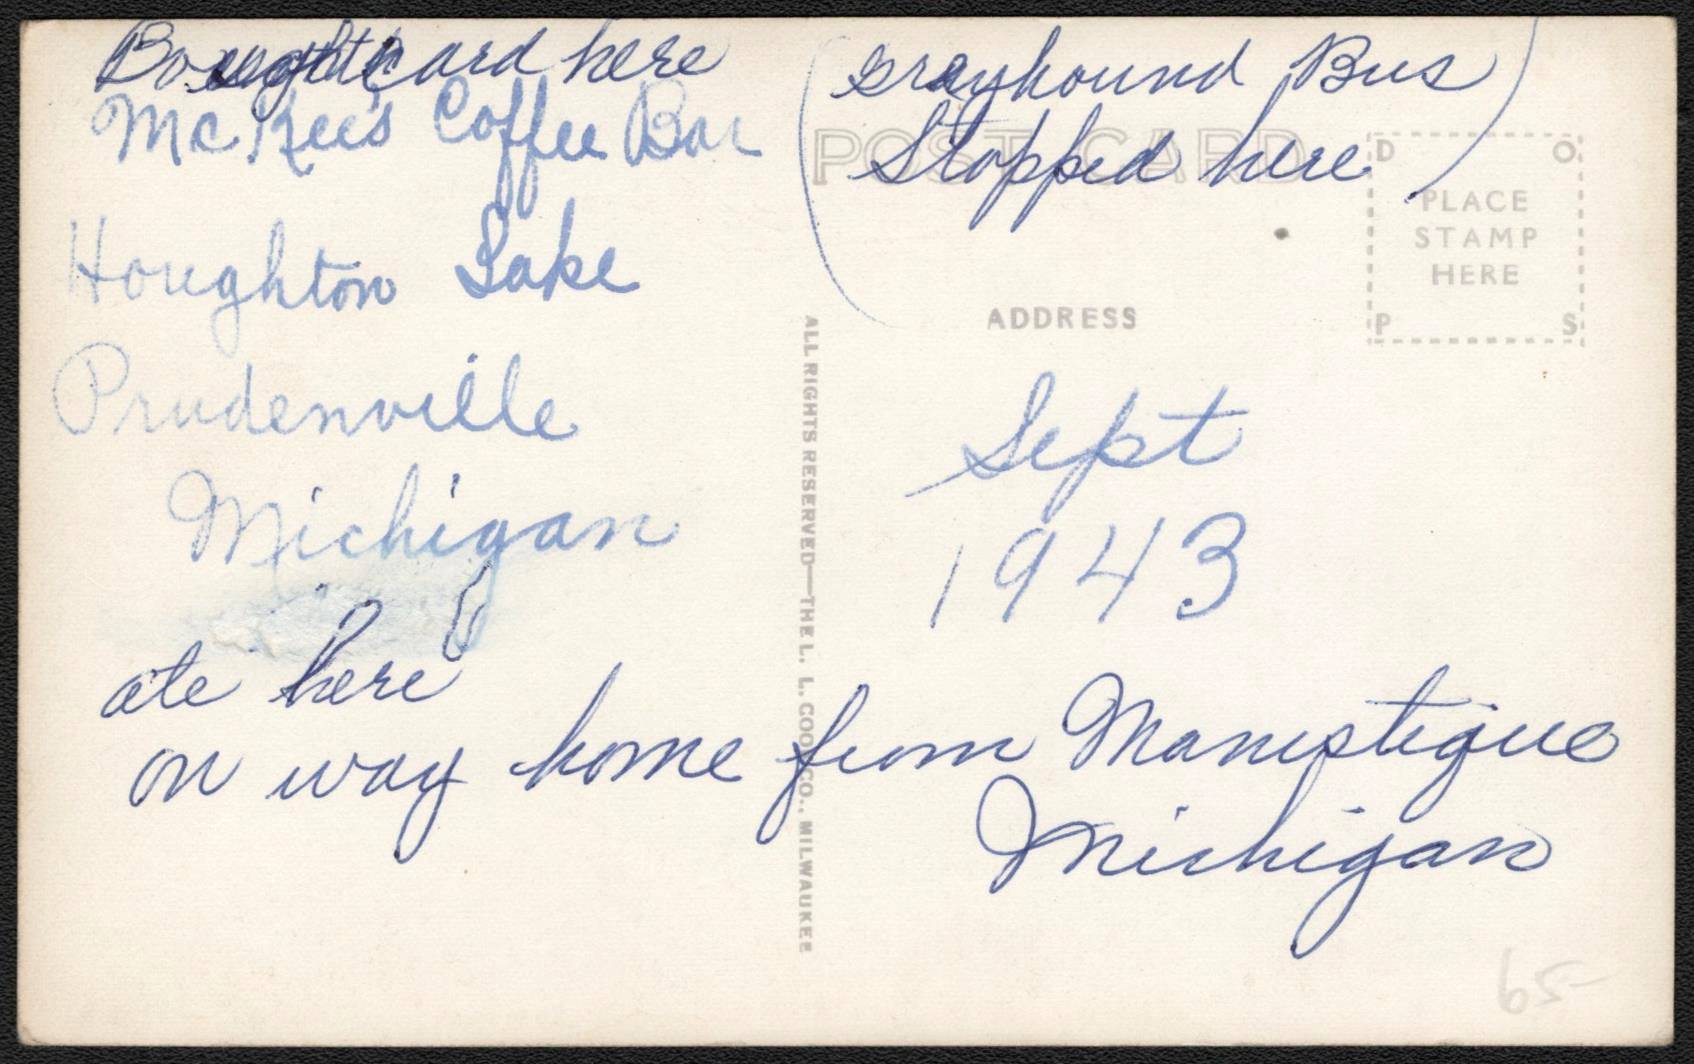 Bought card here
McKee's Coffee Bar
Houghton Lake
Prudenville
Michigan
ate here
on way home from Manistique
Michigan
(Greyhound Bus
Stopped here)
POST CARD
D O
PLACE
STAMP
HERE
P S
ADDRESS
Sept
1943
ALL RIGHTS RESERVED—THE L. L. COOK CO., MILWAUKEE
65-